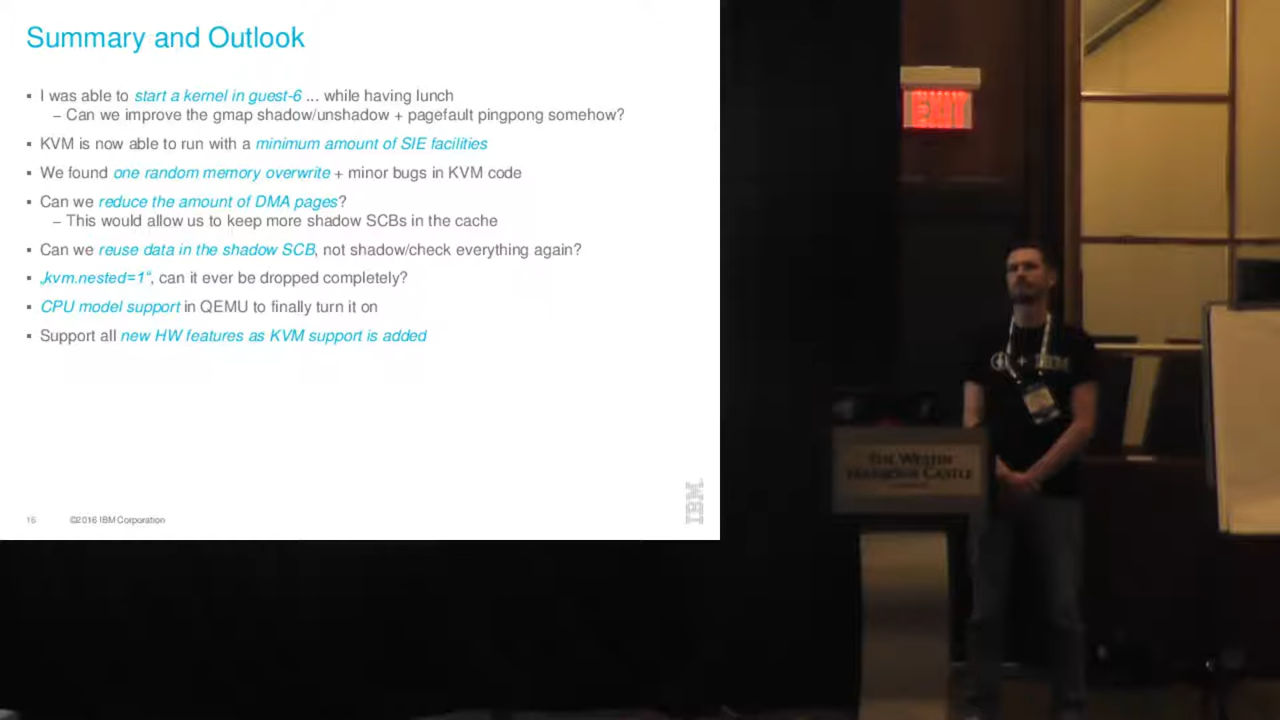 Summary and Outlook
▪ I was able to start a kernel in guest-6 ... while having lunch
– Can we improve the gmap shadow/unshadow + pagefault pingpong somehow?
▪ KVM is now able to run with a minimum amount of SIE facilities
▪ We found one random memory overwrite + minor bugs in KVM code
▪ Can we reduce the amount of DMA pages?
– This would allow us to keep more shadow SCBs in the cache
▪ Can we reuse data in the shadow SCB, not shadow/check everything again?
▪ „kvm.nested=1“, can it ever be dropped completely?
▪ CPU model support in QEMU to finally turn it on
▪ Support all new HW features as KVM support is added
16 ©2016 IBM Corporation
IBM
EXIT
+ IBM
THE WESTIN
HARBOUR CASTLE